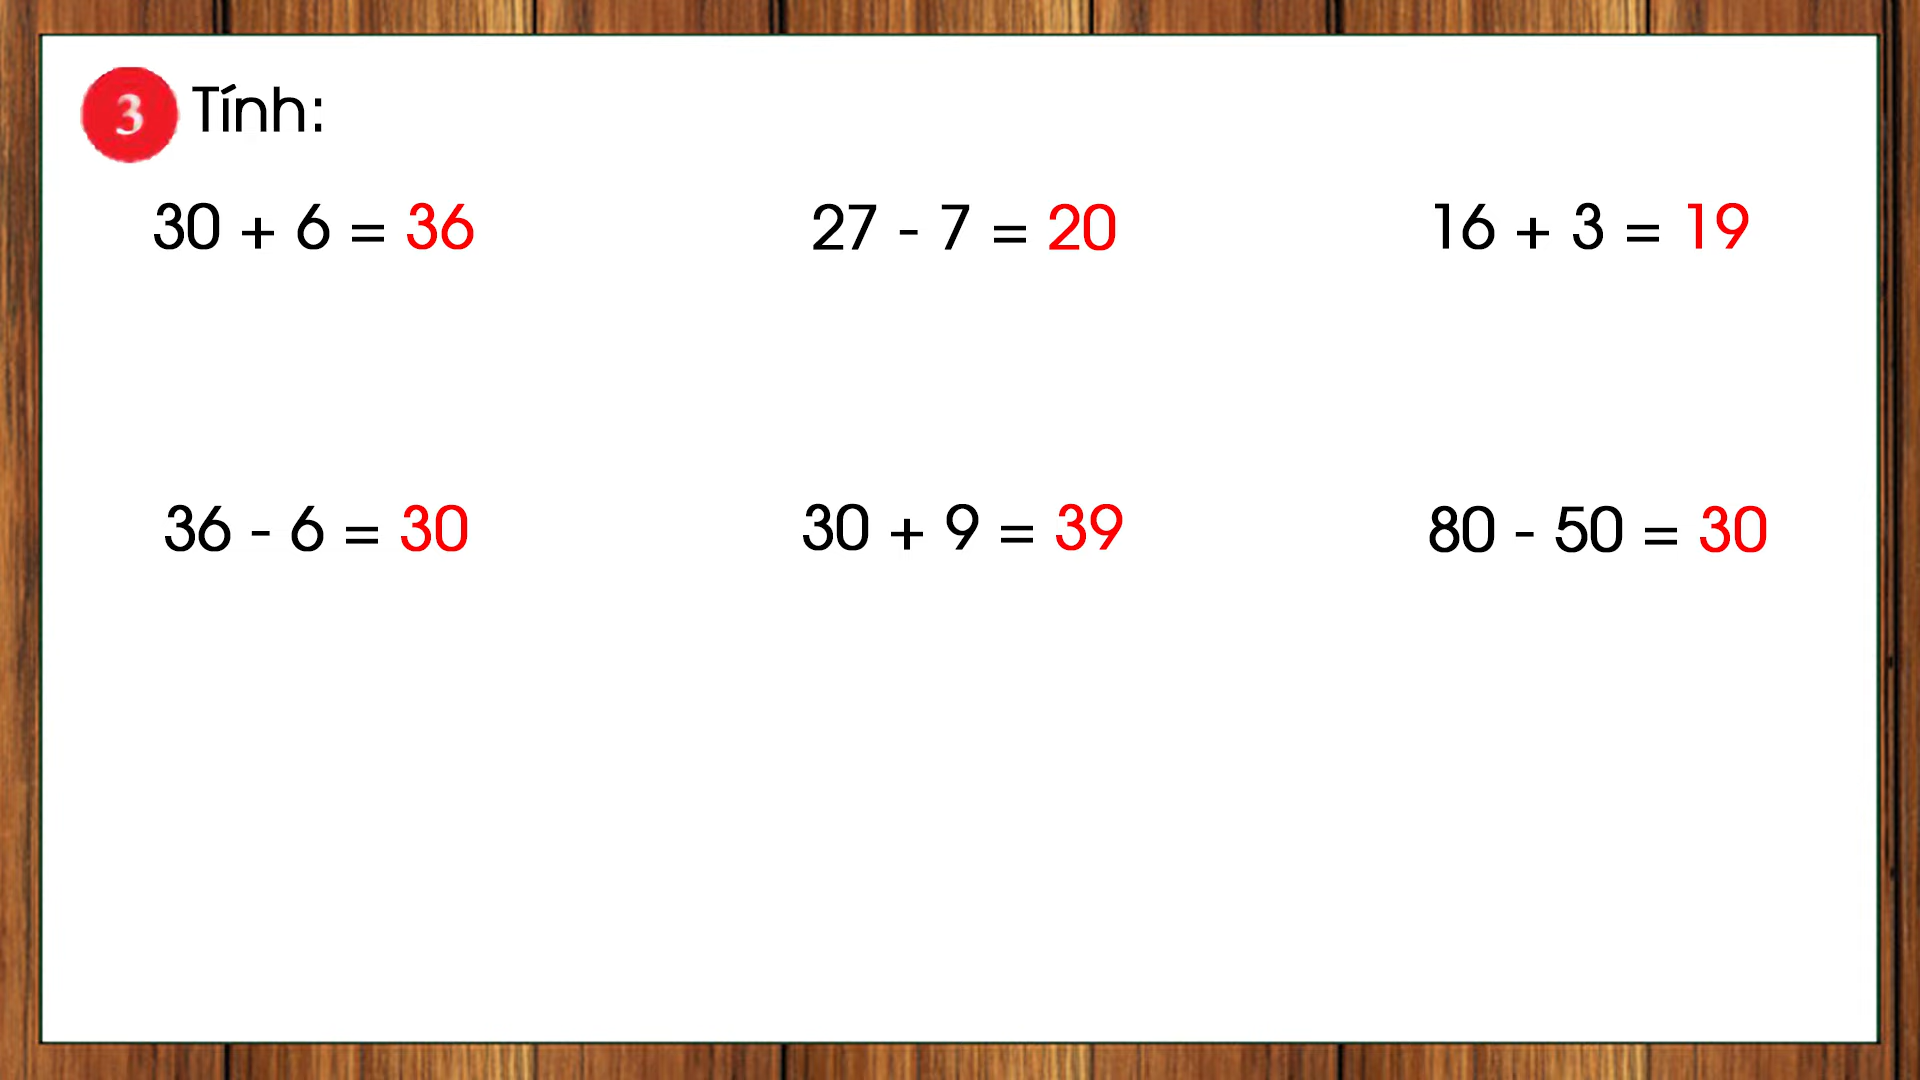 3 Tính:
30 + 6 = 36 27 - 7 = 20 16 + 3 = 19
36 - 6 = 30 30 + 9 = 39 80 - 50 = 30